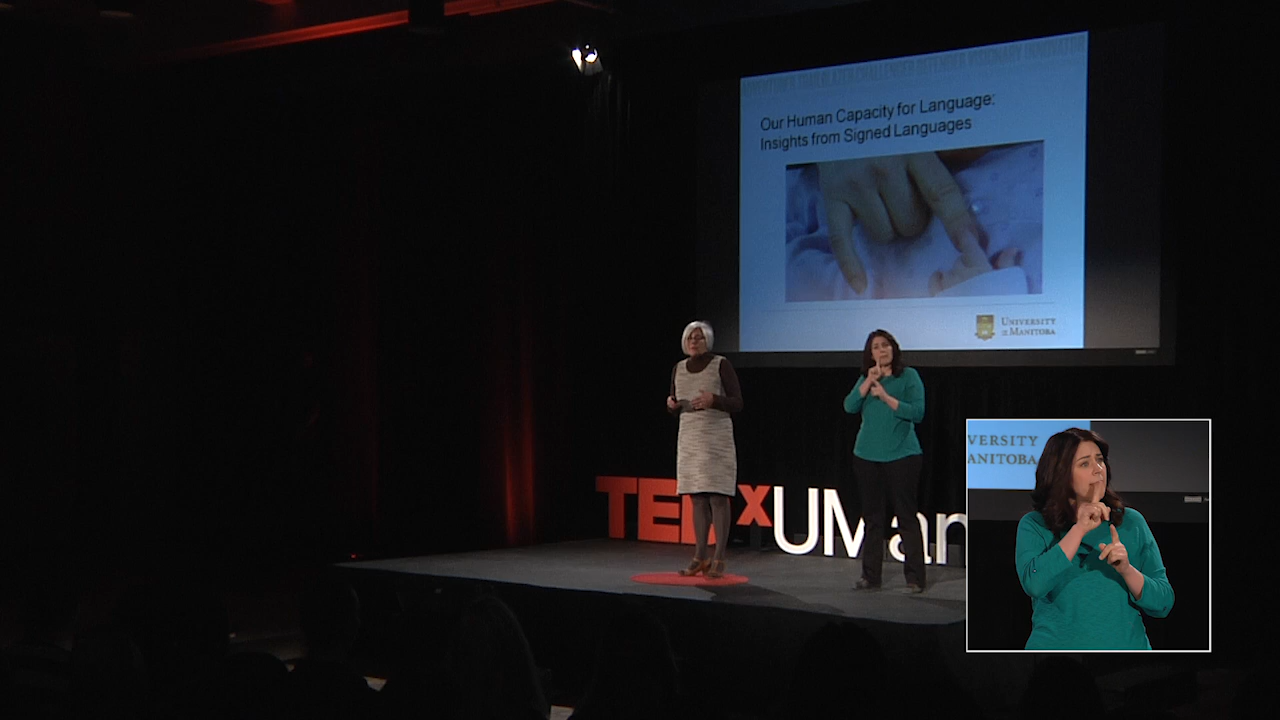 Our Human Capacity for Language:
Insights from Signed Languages
UNIVERSITY
OF MANITOBA
TEDxUMan
VERSITY
ANITOBA